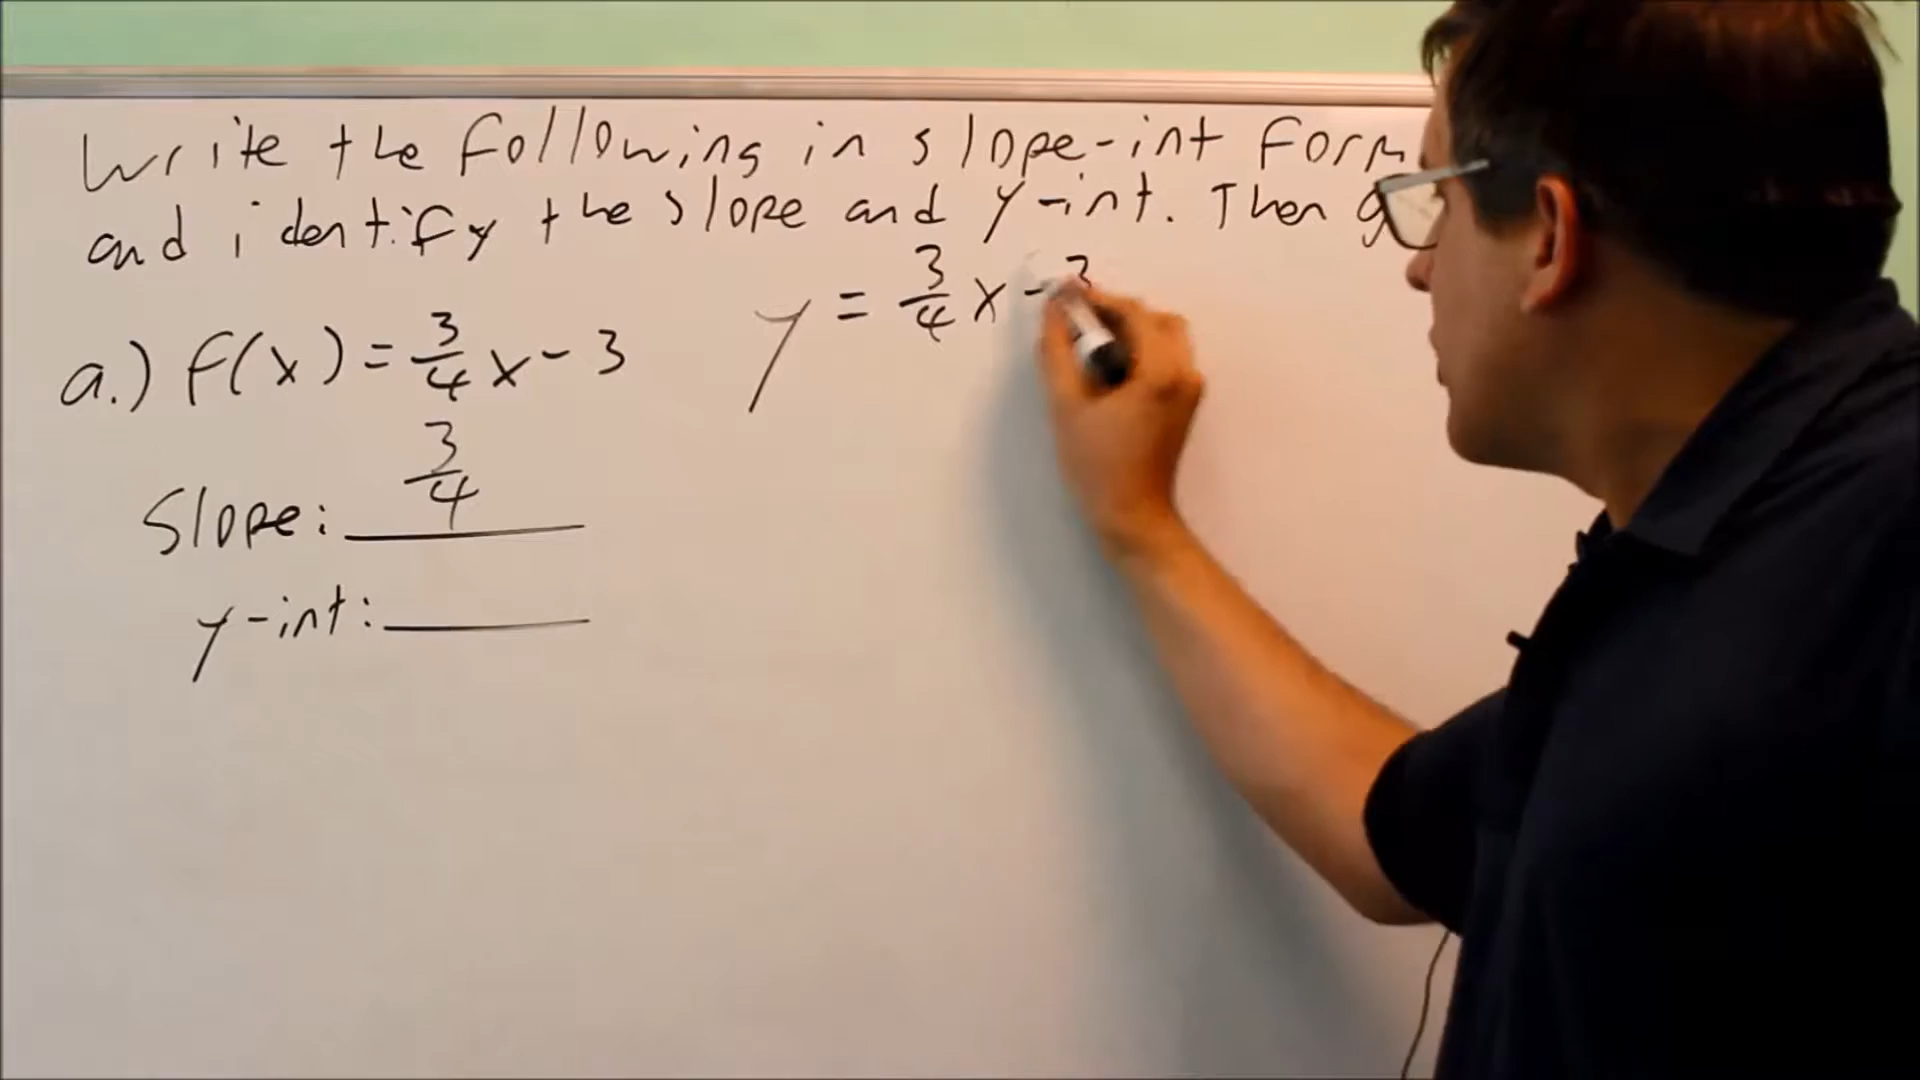 Write the following in slope-int form
and identify the slope and y-int. Then
a.) f(x) = 3/4 x - 3
y = 3/4 x - 3
Slope: 3/4
y-int: